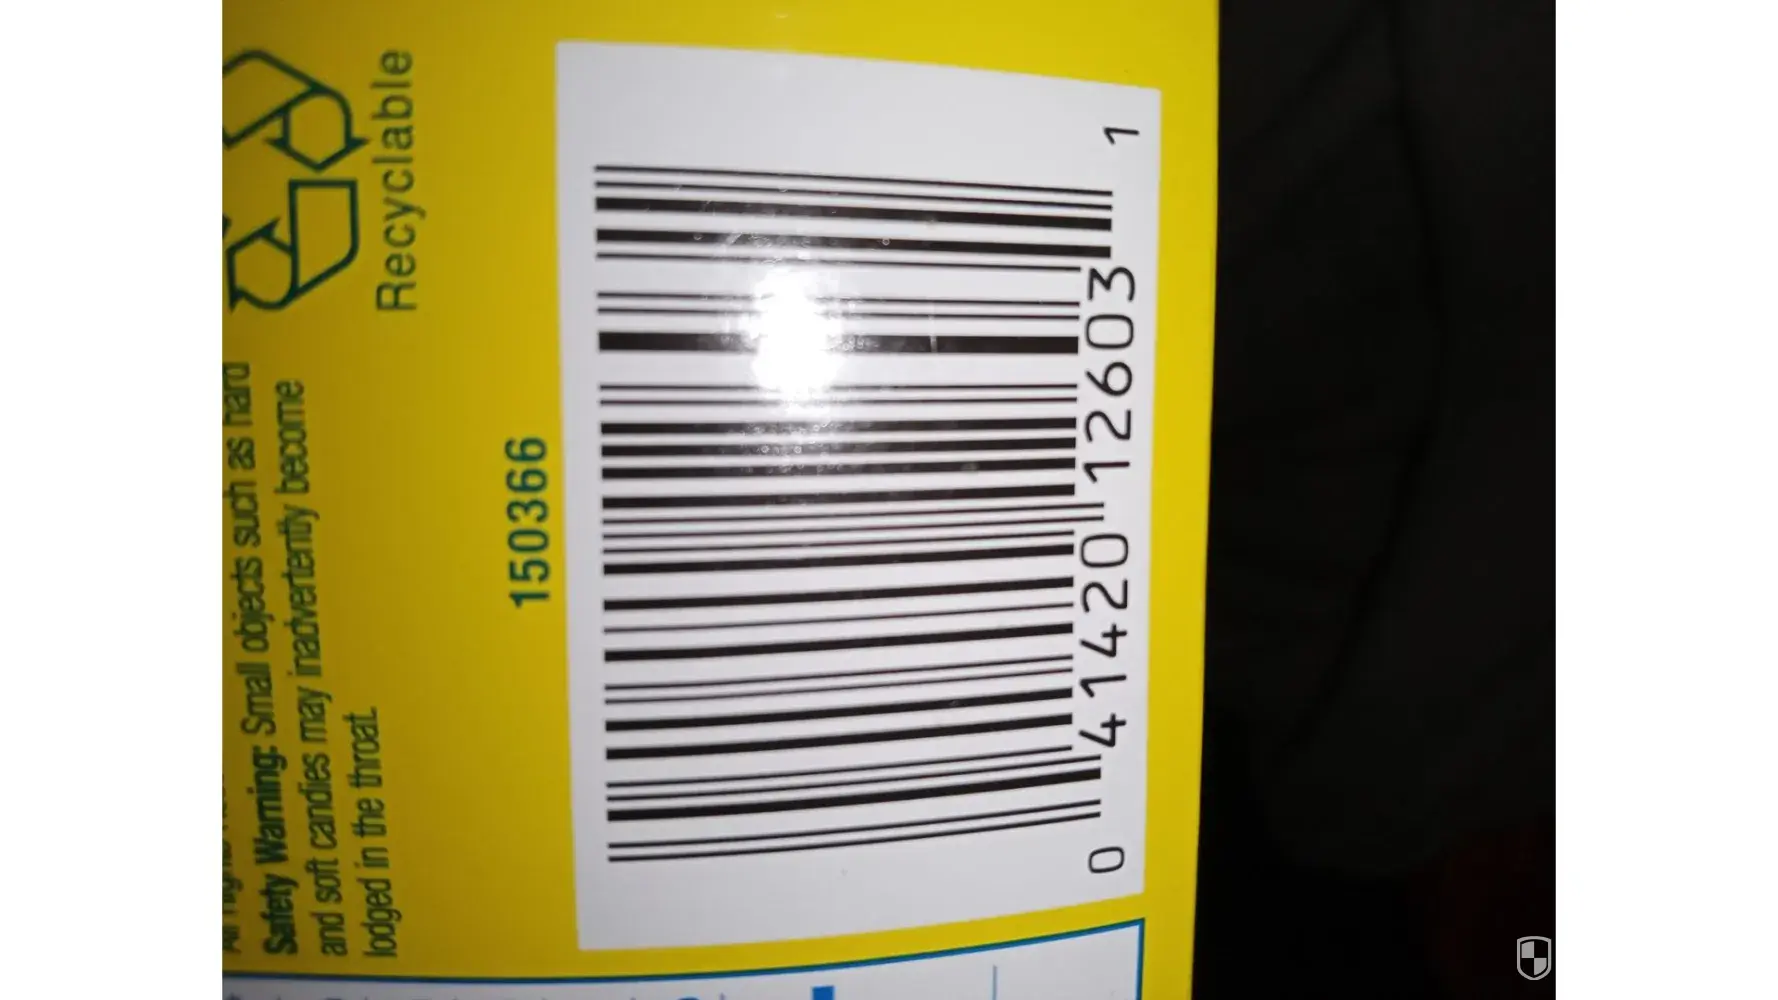 Recyclable
Safety Warning: Small objects such as hard
and soft candies may inadvertently become
lodged in the throat.
150366
0 41420 12603 1